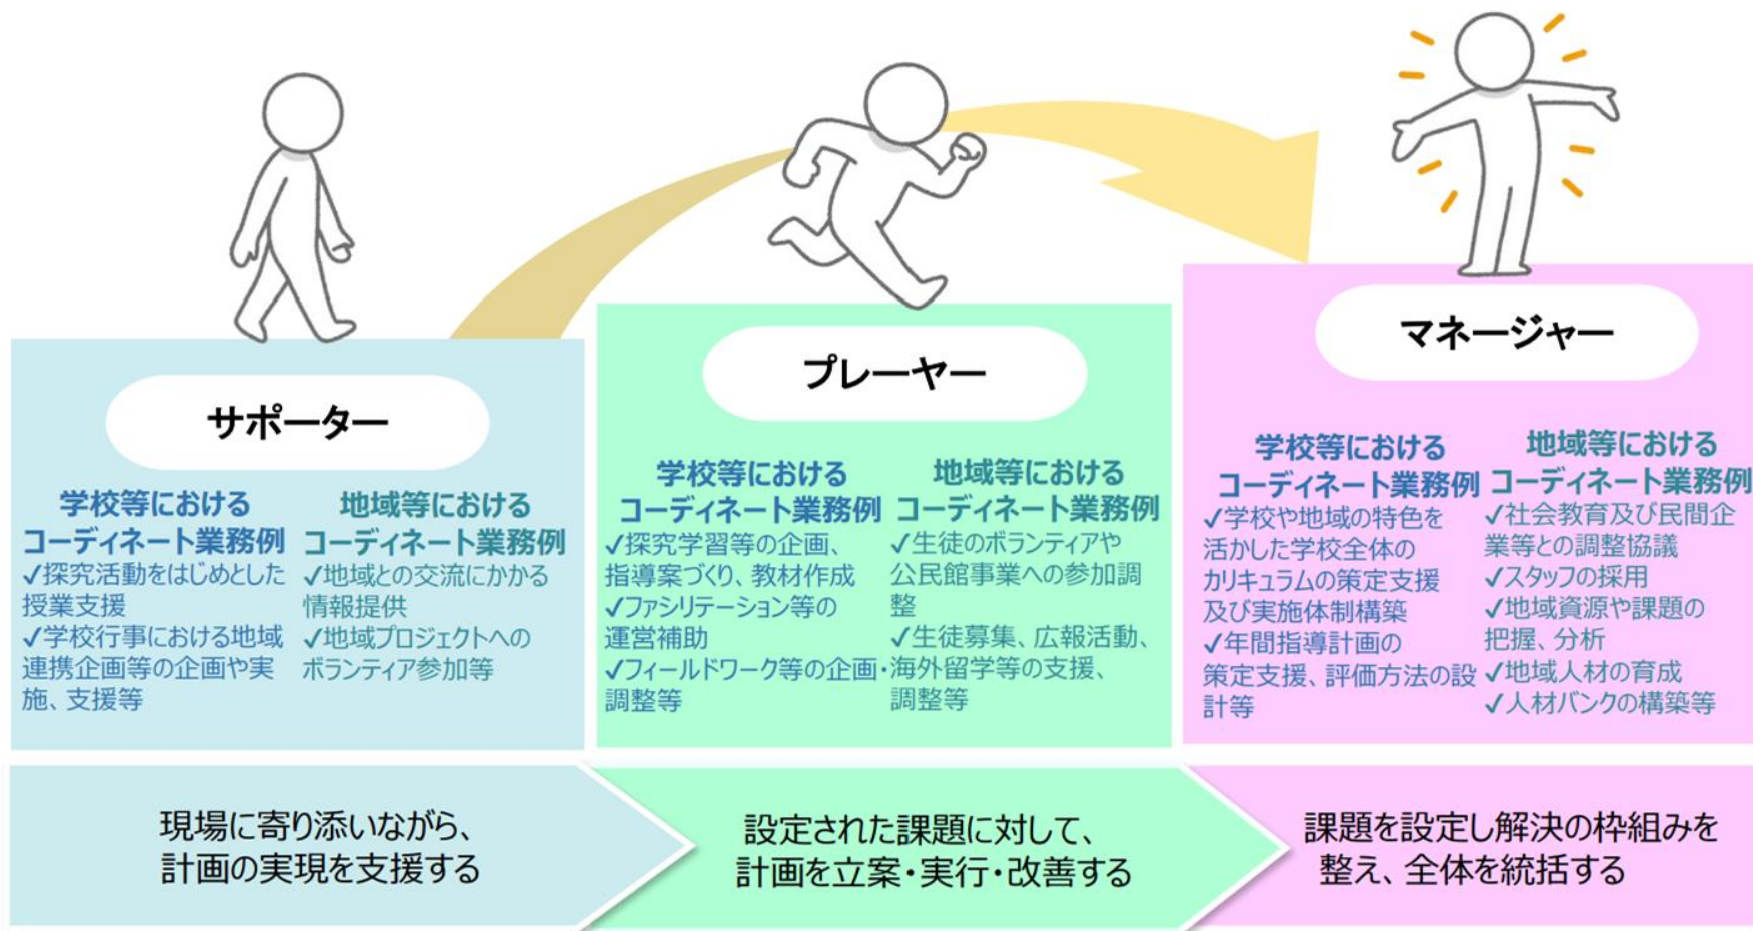 サポーター
学校等における
コーディネート業務例
✓探究活動をはじめとした
授業支援
✓学校行事における地域
連携企画等の企画や実
施、支援等
地域等における
コーディネート業務例
✓地域との交流にかかる
情報提供
✓地域プロジェクトへの
ボランティア参加等
プレーヤー
学校等における
コーディネート業務例
✓探究学習等の企画、
指導案づくり、教材作成
✓ファシリテーション等の
運営補助
✓フィールドワーク等の企画・
調整等
地域等における
コーディネート業務例
✓生徒のボランティアや
公民館事業への参加調
整
✓生徒募集、広報活動、
海外留学等の支援、
調整等
マネージャー
学校等における
コーディネート業務例
✓学校や地域の特色を
活かした学校全体の
カリキュラムの策定支援
及び実施体制構築
✓年間指導計画の
策定支援、評価方法の設
計等
地域等における
コーディネート業務例
✓社会教育及び民間企
業等との調整協議
✓スタッフの採用
✓地域資源や課題の
把握、分析
✓地域人材の育成
✓人材バンクの構築等
現場に寄り添いながら、
計画の実現を支援する
設定された課題に対して、
計画を立案・実行・改善する
課題を設定し解決の枠組みを
整え、全体を統括する